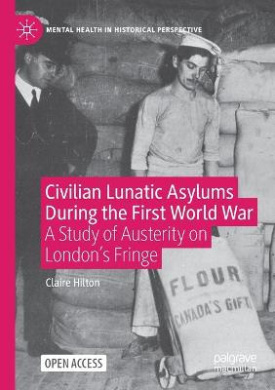 MENTAL HEALTH IN HISTORICAL PERSPECTIVE
Civilian Lunatic Asylums
During the First World War
A Study of Austerity on
London's Fringe
Claire Hilton
FLOUR
CANADA'S GIFT
OPEN ACCESS
palgrave
macmillan